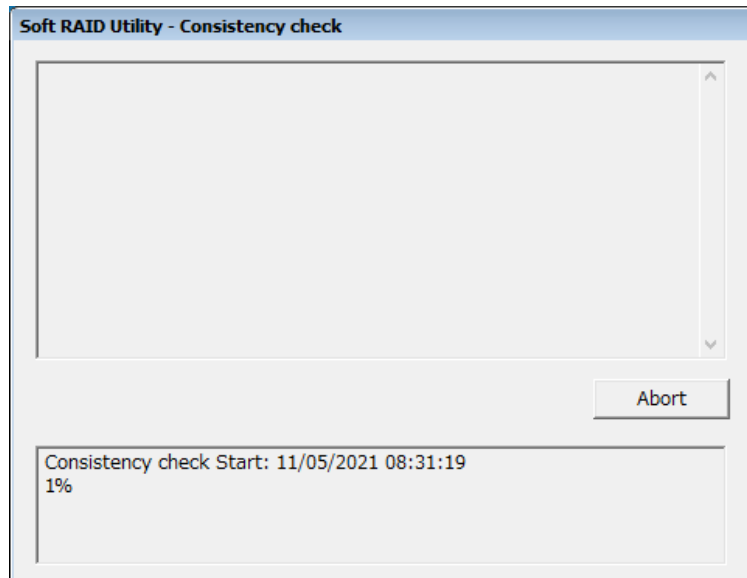 Soft RAID Utility - Consistency check
Abort
Consistency check Start: 11/05/2021 08:31:19
1%